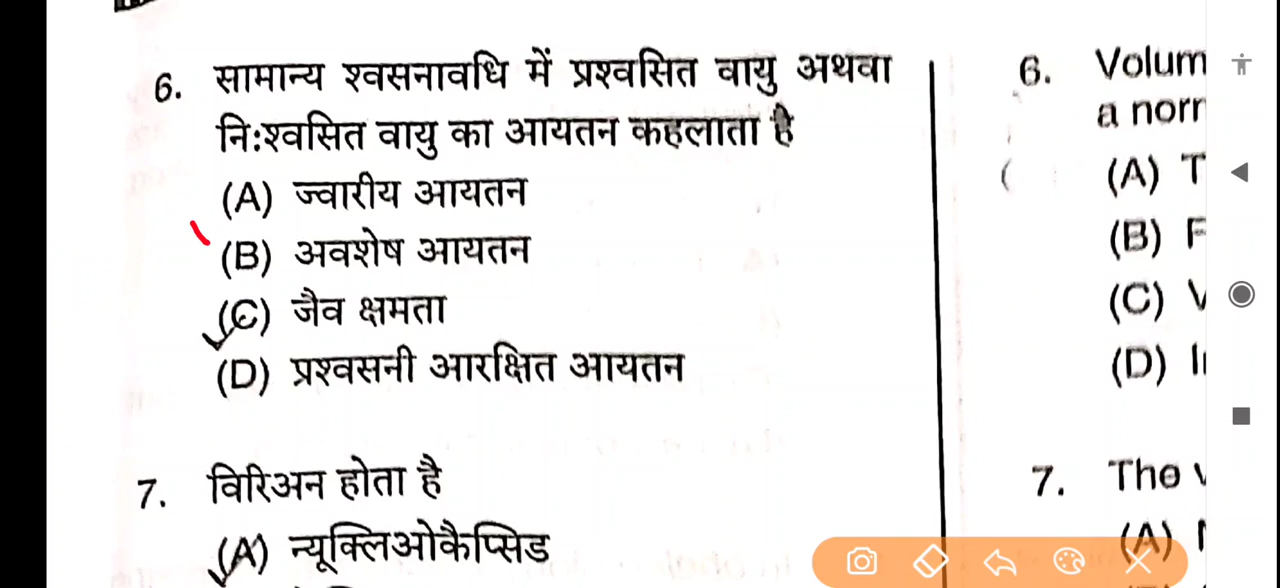 6. सामान्य श्वसनावधि में प्रश्वसित वायु अथवा
निःश्वसित वायु का आयतन कहलाता है
(A) ज्वारीय आयतन
(B) अवशेष आयतन
(C) जैव क्षमता
(D) प्रश्वसनी आरक्षित आयतन
7. विरिअन होता है
(A) न्यूक्लिओकैप्सिड
6. Volum
a norr
(A) T
(B) F
(C) V
(D) I
7. The
(A)